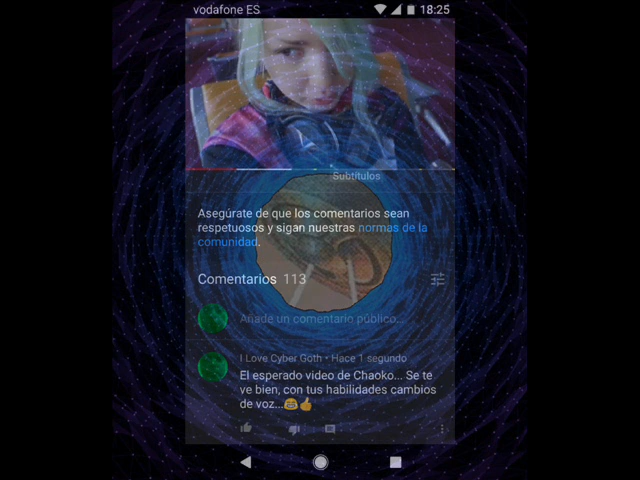 vodafone ES 18:25
Subtítulos
Asegúrate de que los comentarios sean
respetuosos y sigan nuestras normas de la
comunidad.
Comentarios 113
Añade un comentario público...
I Love Cyber Goth • Hace 1 segundo
El esperado video de Chaoko... Se te
ve bien, con tus habilidades cambios
de voz...😂👍